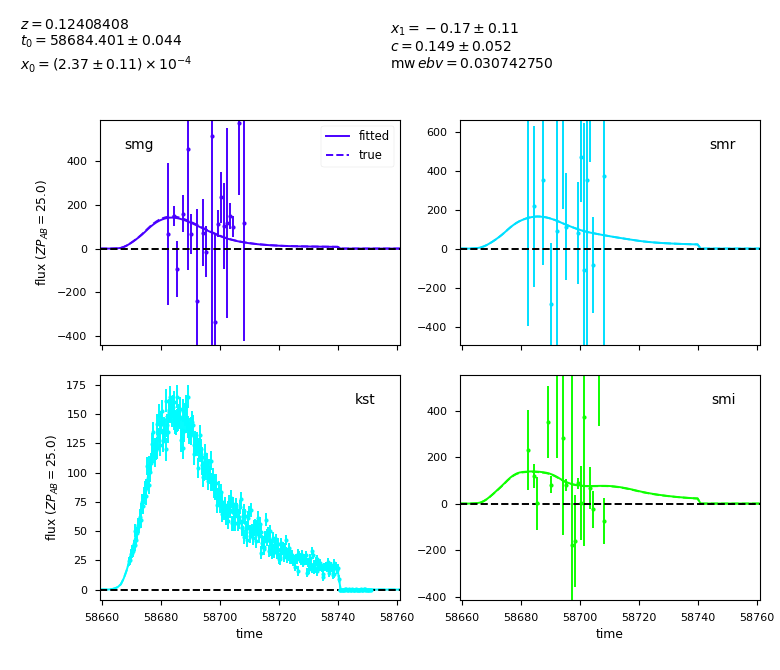 z = 0.12408408
t₀ = 58684.401 ± 0.044
x₀ = (2.37 ± 0.11) × 10⁻⁴
x₁ = −0.17 ± 0.11
c = 0.149 ± 0.052
mw ebv = 0.030742750
smg
fitted
true
flux (ZP_AB = 25.0)
400
200
0
−200
−400
smr
600
400
200
0
−200
−400
kst
flux (ZP_AB = 25.0)
175
150
125
100
75
50
25
0
58660 58680 58700 58720 58740 58760
time
smi
400
200
0
−200
−400
58660 58680 58700 58720 58740 58760
time